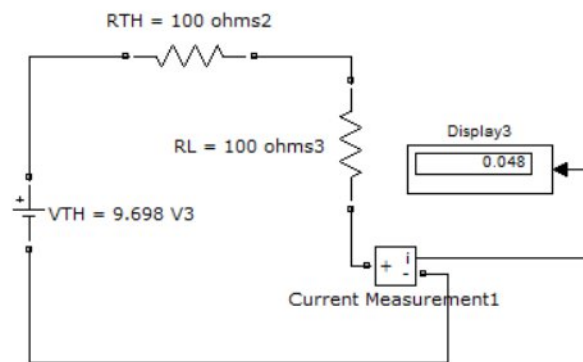 RTH = 100 ohms2
RL = 100 ohms3
Display3
0.048
+
VTH = 9.698 V3
+
i
-
Current Measurement1